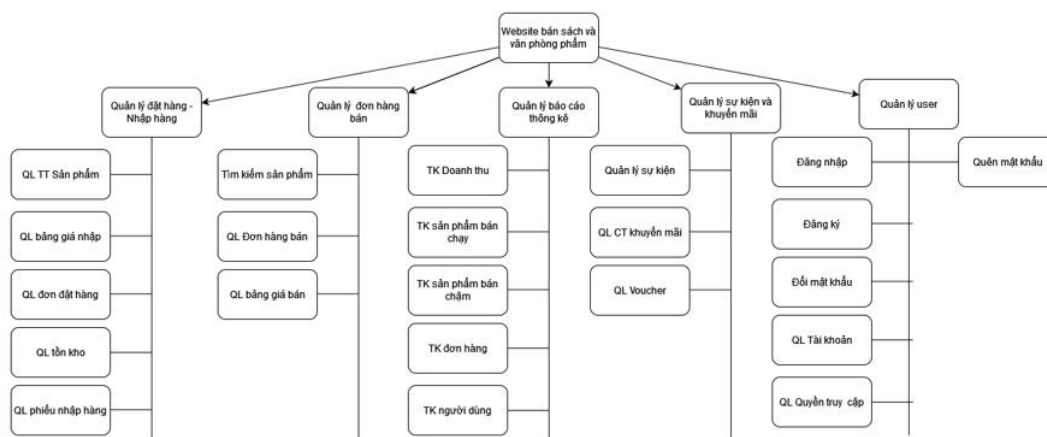 Website bán sách và
văn phòng phẩm
Quản lý đặt hàng -
Nhập hàng
Quản lý đơn hàng
bán
Quản lý báo cáo
thống kê
Quản lý sự kiện và
khuyến mãi
Quản lý user
QL TT Sản phẩm
QL bảng giá nhập
QL đơn đặt hàng
QL tồn kho
QL phiếu nhập hàng
Tìm kiếm sản phẩm
QL Đơn hàng bán
QL bảng giá bán
TK Doanh thu
TK sản phẩm bán
chạy
TK sản phẩm bán
chậm
TK đơn hàng
TK người dùng
Quản lý sự kiện
QL CT khuyến mãi
QL Voucher
Đăng nhập
Quên mật khẩu
Đăng ký
Đổi mật khẩu
QL Tài khoản
QL Quyền truy cập